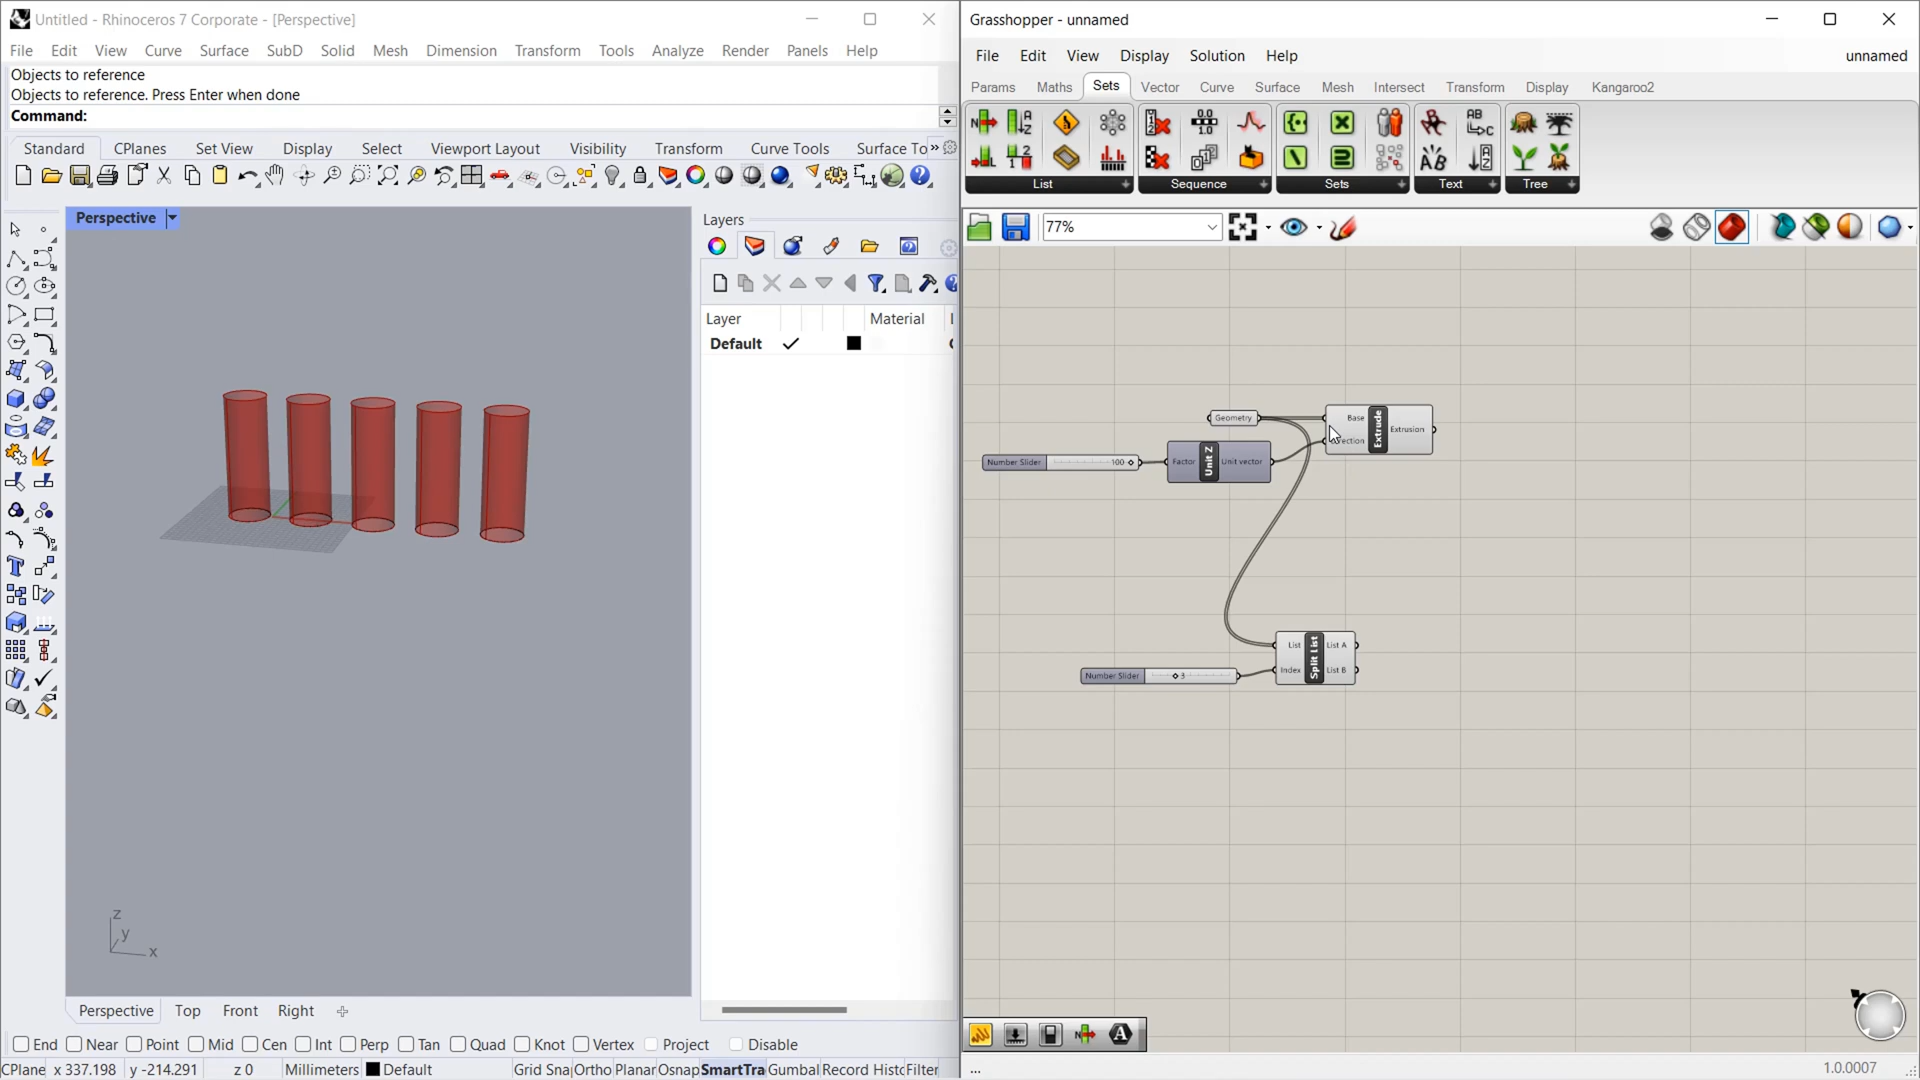 Untitled - Rhinoceros 7 Corporate - [Perspective]
File Edit View Curve Surface SubD Solid Mesh Dimension Transform Tools Analyze Render Panels Help
Objects to reference
Objects to reference. Press Enter when done
Command:
Standard CPlanes Set View Display Select Viewport Layout Visibility Transform Curve Tools Surface To »
Perspective
Layers
Layer Material
Default
z
y
x
Perspective Top Front Right
End Near Point Mid Cen Int Perp Tan Quad Knot Vertex Project Disable
CPlane x 337.198 y -214.291 z 0 Millimeters Default Grid Sna Ortho Planar Osnap SmartTra Gumbal Record Histo Filter
Grasshopper - unnamed
File Edit View Display Solution Help unnamed
Params Maths Sets Vector Curve Surface Mesh Intersect Transform Display Kangaroo2
List Sequence Sets Text Tree
77%
Geometry
Base
Extrude
Extrusion
Number Slider 100
Factor Unit Z Unit vector
List List A
Split List
Number Slider 3
Index List B
... 1.0.0007